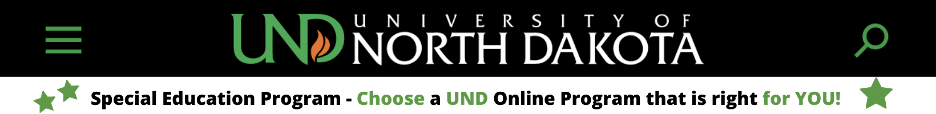 UND UNIVERSITY OF
NORTH DAKOTA
Special Education Program - Choose a UND Online Program that is right for YOU!